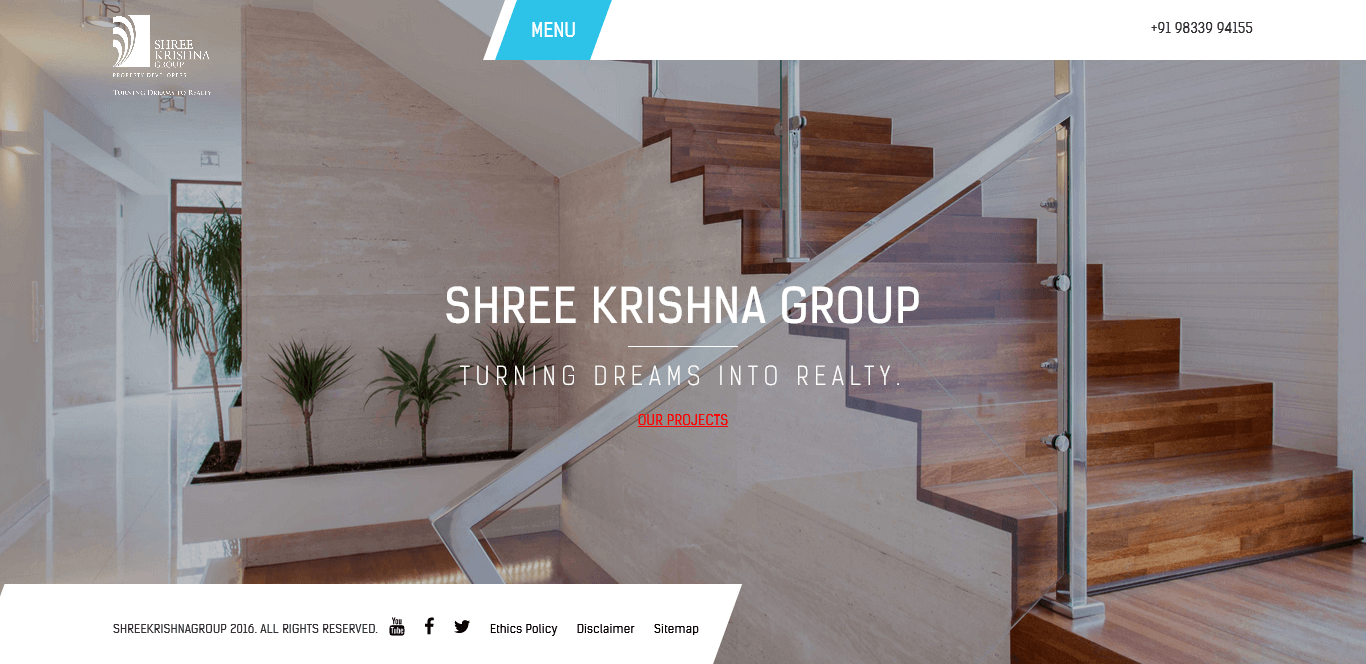 SHREE
KRISHNA
GROUP
PROPERTY DEVELOPERS
TURNING DREAMS TO REALTY
MENU
+91 98339 94155
SHREE KRISHNA GROUP
TURNING DREAMS INTO REALTY.
OUR PROJECTS
SHREEKRISHNAGROUP 2016. ALL RIGHTS RESERVED. You Tube Ethics Policy Disclaimer Sitemap